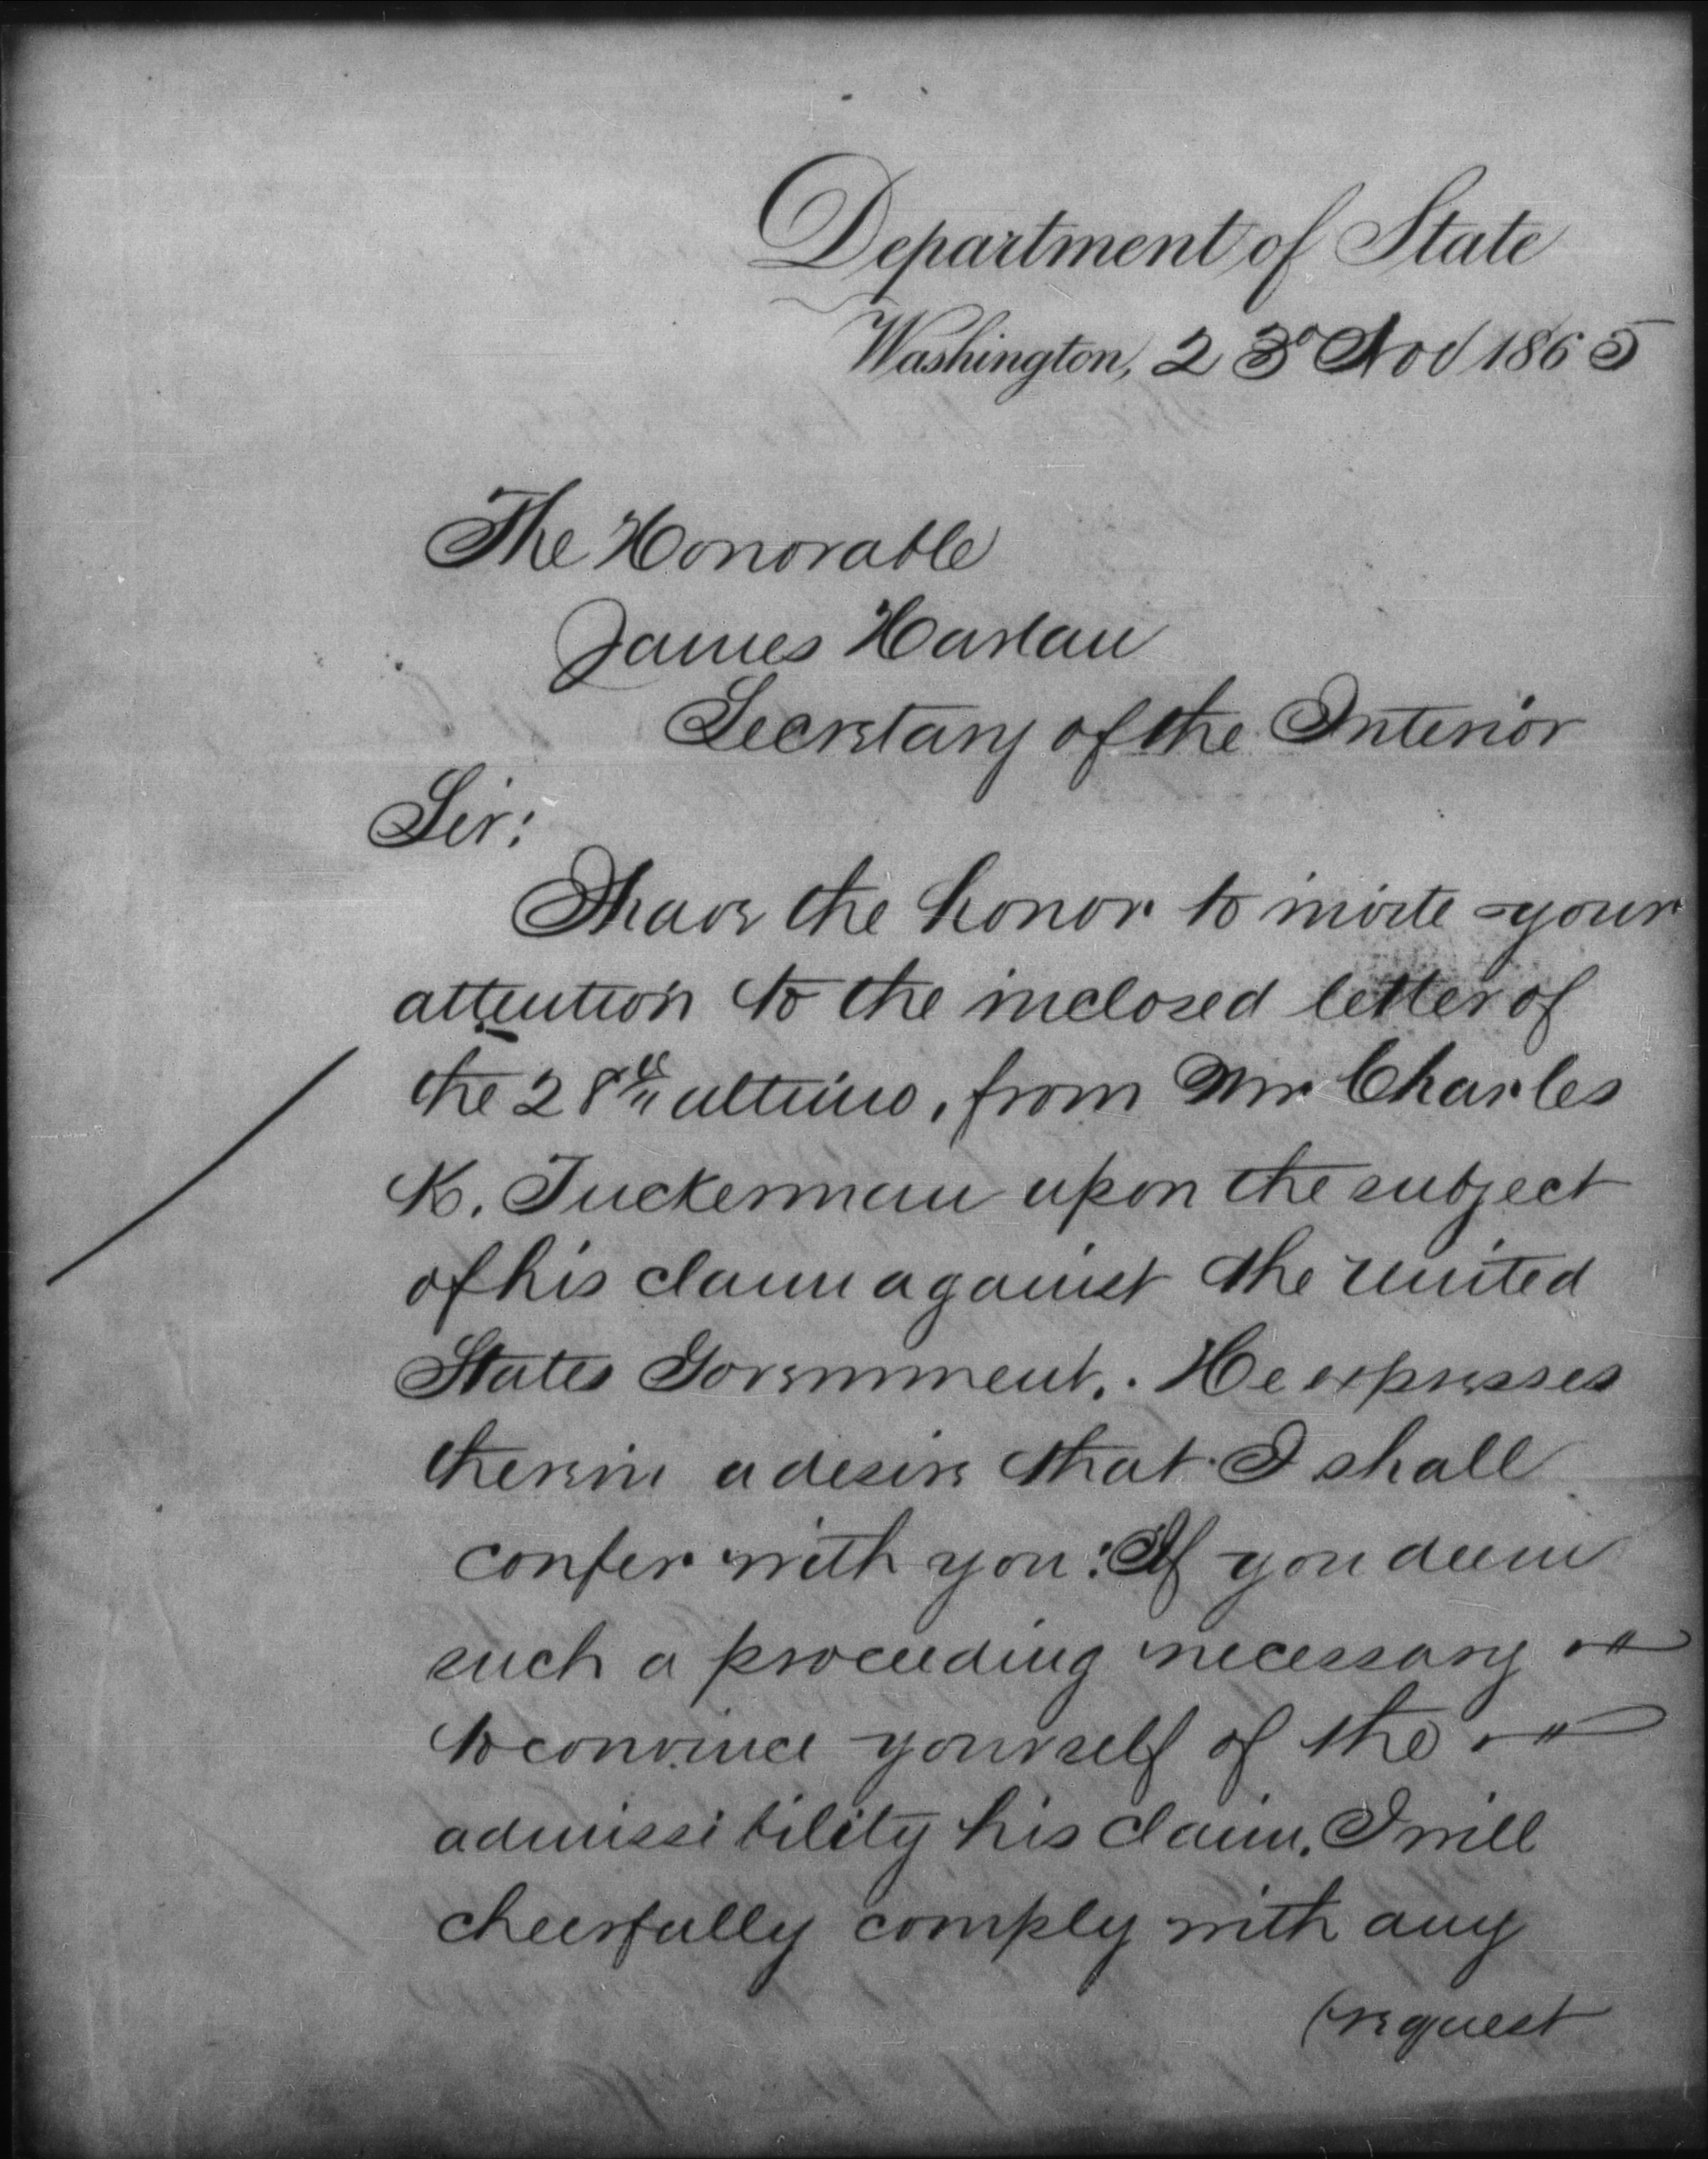 Department of State
Washington, 23d Nov 1865
The Honorable
James Harlan
Secretary of the Interior
Sir:
I have the honor to invite your
attention to the inclosed letter of
the 28th ultimo, from Mr Charles
K. Tuckerman upon the subject
of his claim against the United
States Government. He expresses
therein a desire that I shall
confer with you: If you deem
such a proceeding necessary
to convince yourself of the
admissibility his claim, I will
cheerfully comply with any
(request